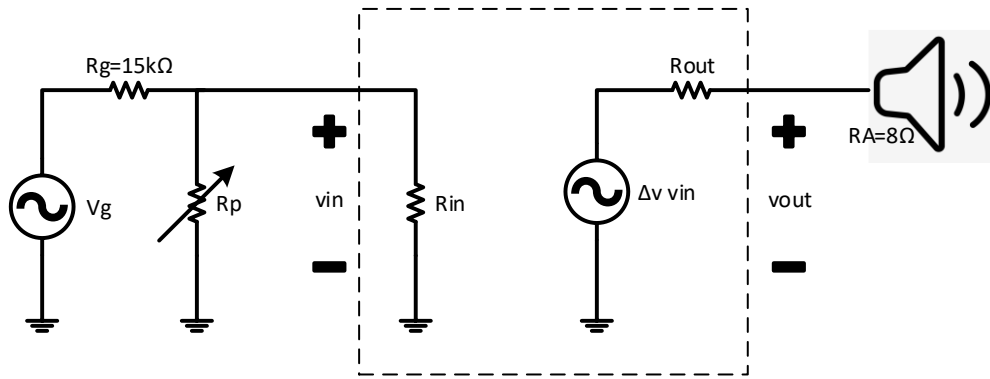 Rg=15kΩ
Vg
Rp
vin
Rin
Rout
Δv vin
vout
RA=8Ω